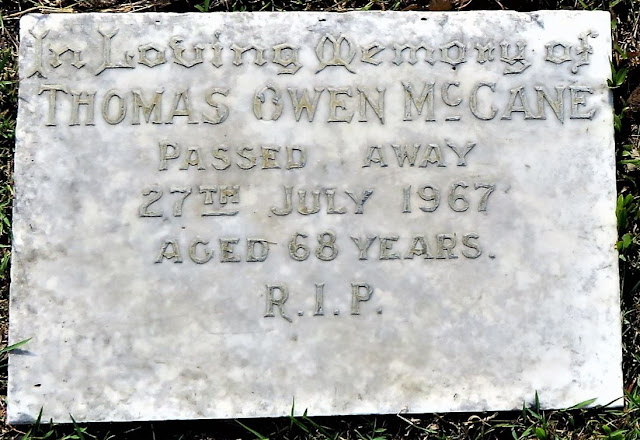 In Loving Memory of
THOMAS OWEN McCANE
PASSED AWAY
27TH JULY 1967
AGED 68 YEARS.
R.I.P.